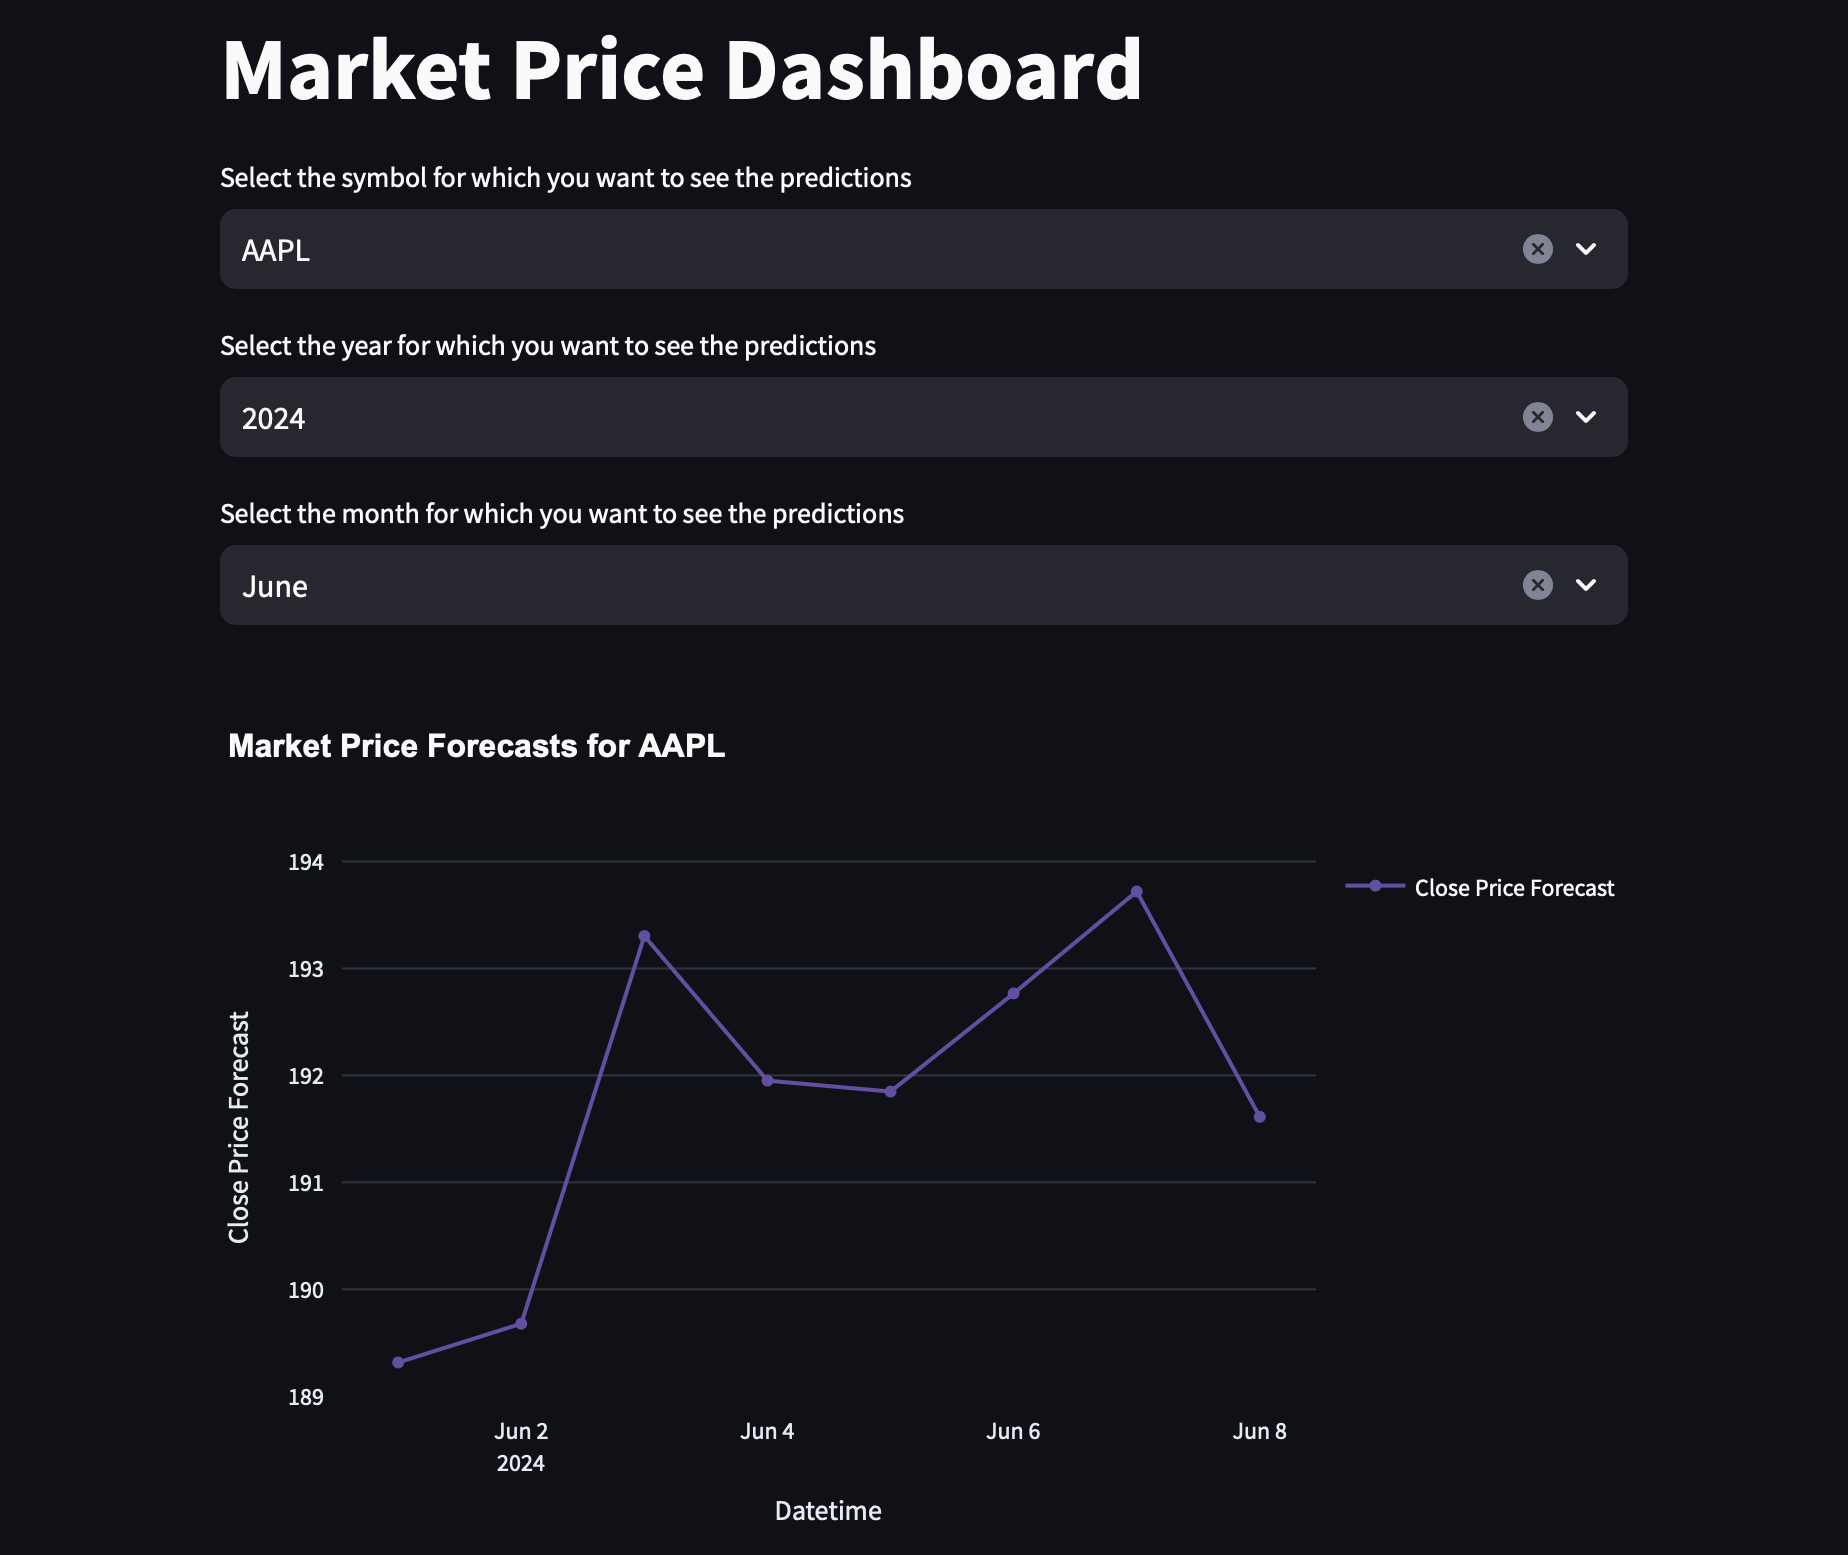 Market Price Dashboard
Select the symbol for which you want to see the predictions
AAPL
Select the year for which you want to see the predictions
2024
Select the month for which you want to see the predictions
June
Market Price Forecasts for AAPL
194
193
192
191
190
189
Close Price Forecast
Close Price Forecast
Jun 2
2024
Jun 4
Jun 6
Jun 8
Datetime